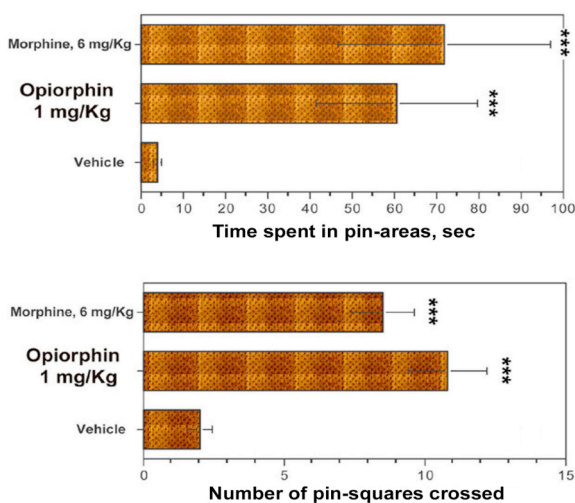 Morphine, 6 mg/Kg
***
Opiorphin
1 mg/Kg
***
Vehicle
0 10 20 30 40 50 60 70 80 90 100
Time spent in pin-areas, sec
Morphine, 6 mg/Kg
***
Opiorphin
1 mg/Kg
***
Vehicle
0 5 10 15
Number of pin-squares crossed